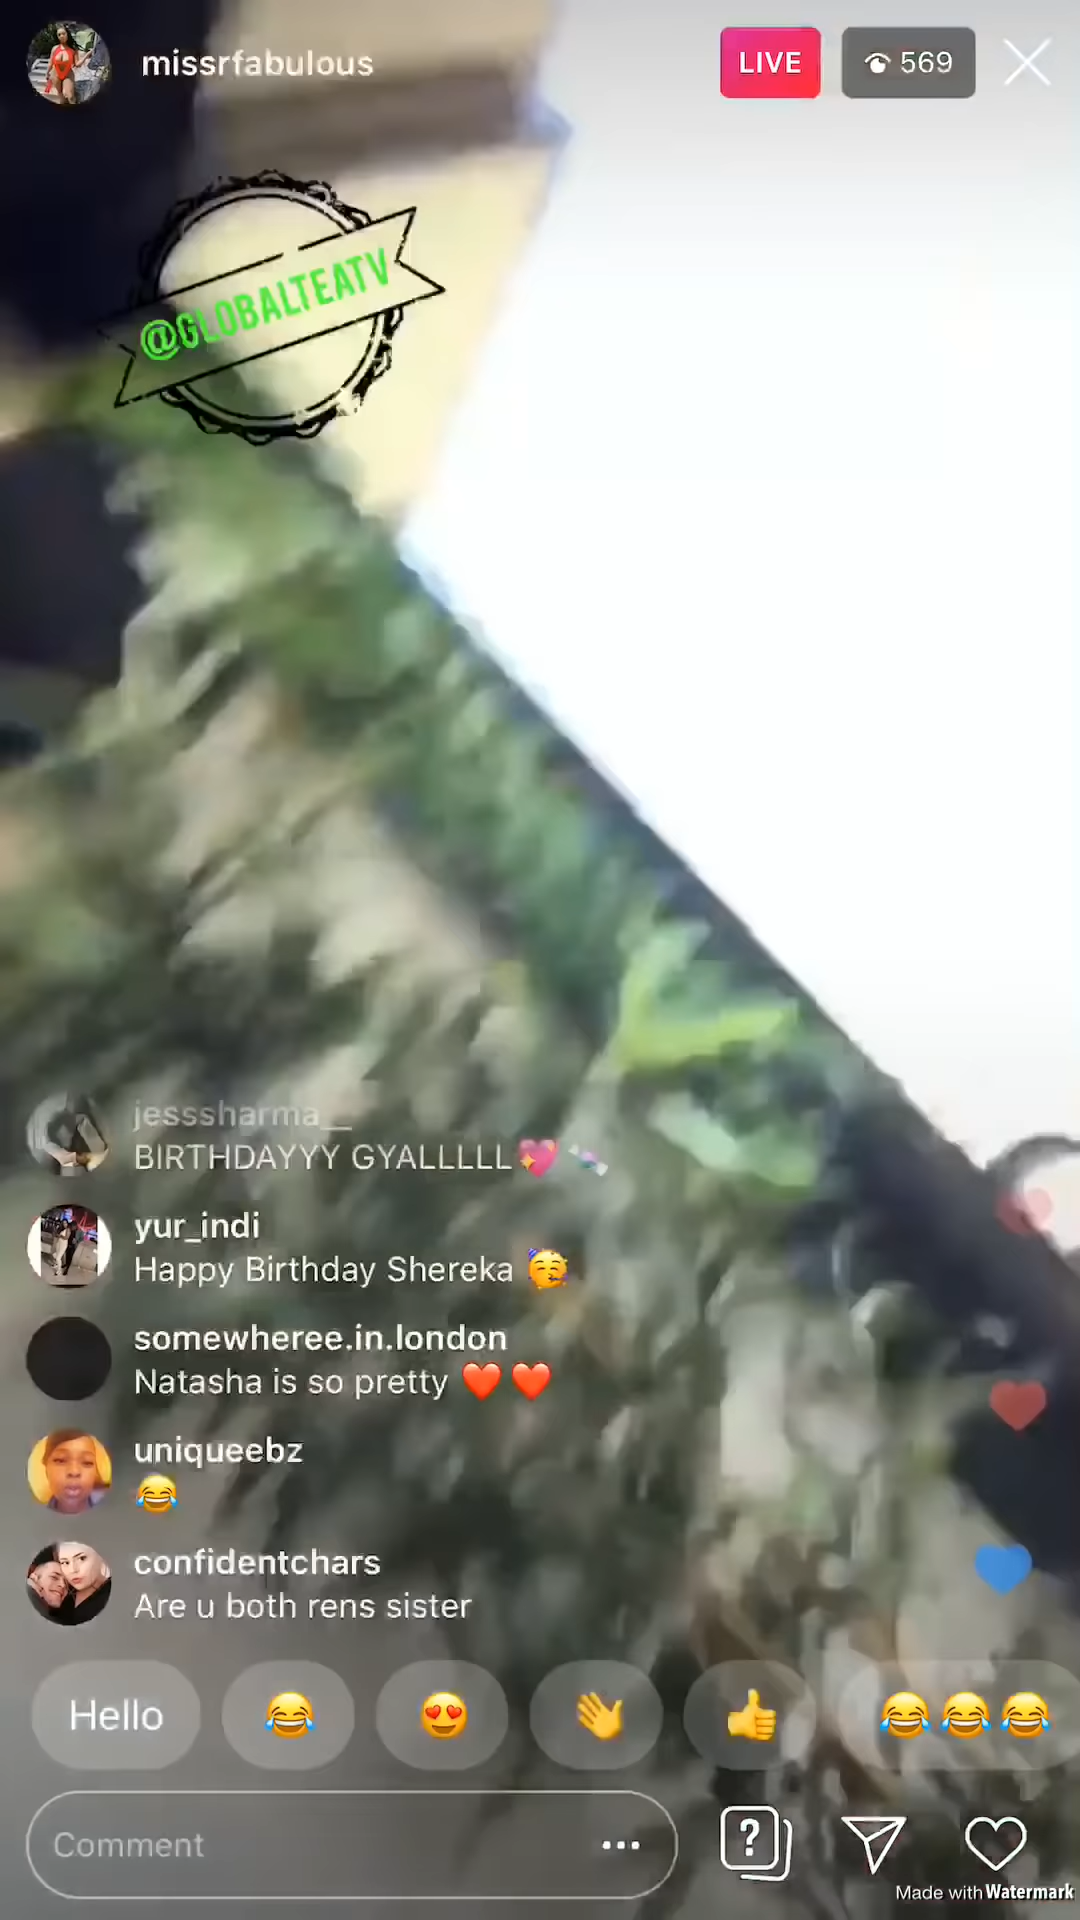 missrfabulous
LIVE
569
@GLOBALTEATV
jesssharma__
BIRTHDAYYY GYALLLLL💖🍬
yur_indi
Happy Birthday Shereka 🥳
somewheree.in.london
Natasha is so pretty ❤️❤️
uniqueebz
😂
confidentchars
Are u both rens sister
Hello 😂 😍 👋 👍 😂😂😂
Comment
Made with Watermark